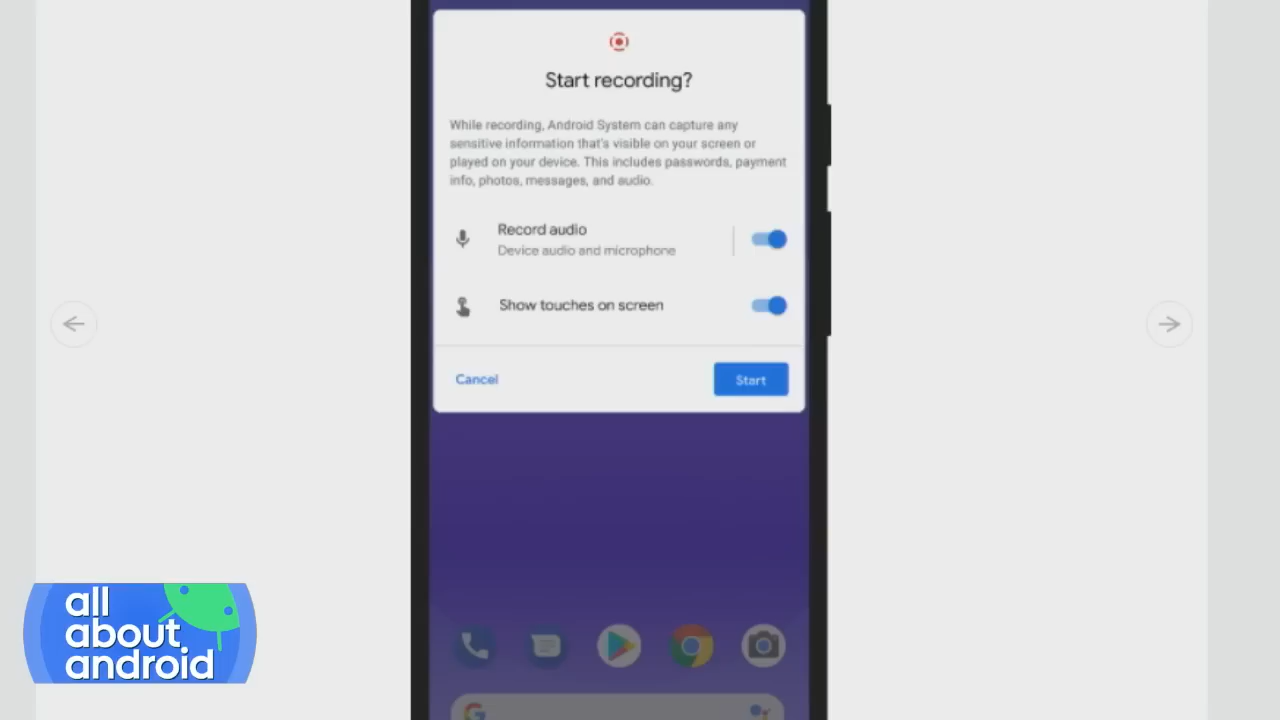 Start recording?
While recording, Android System can capture any
sensitive information that's visible on your screen or
played on your device. This includes passwords, payment
info, photos, messages, and audio.
Record audio
Device audio and microphone
Show touches on screen
Cancel
Start
all
about
android